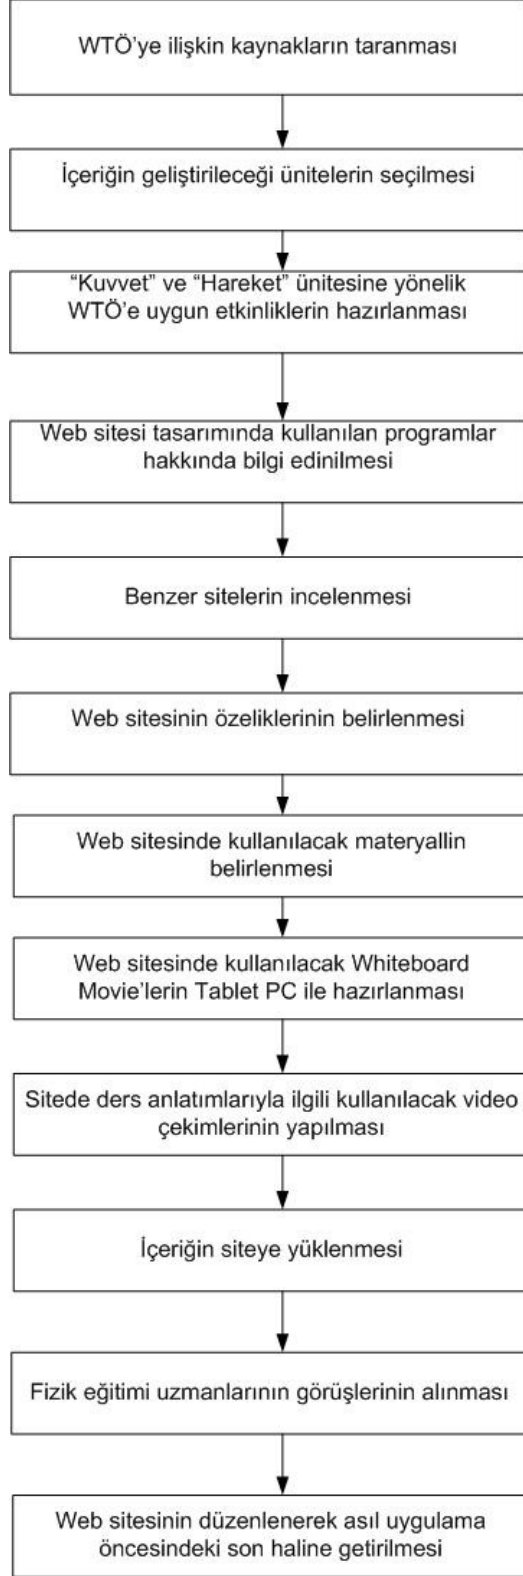 WTÖ'ye ilişkin kaynakların taranması
İçeriğin geliştirileceği ünitelerin seçilmesi
“Kuvvet” ve “Hareket” ünitesine yönelik
WTÖ'e uygun etkinliklerin hazırlanması
Web sitesi tasarımında kullanılan programlar
hakkında bilgi edinilmesi
Benzer sitelerin incelenmesi
Web sitesinin özeliklerinin belirlenmesi
Web sitesinde kullanılacak materyallin
belirlenmesi
Web sitesinde kullanılacak Whiteboard
Movie'lerin Tablet PC ile hazırlanması
Sitede ders anlatımlarıyla ilgili kullanılacak video
çekimlerinin yapılması
İçeriğin siteye yüklenmesi
Fizik eğitimi uzmanlarının görüşlerinin alınması
Web sitesinin düzenlenerek asıl uygulama
öncesindeki son haline getirilmesi